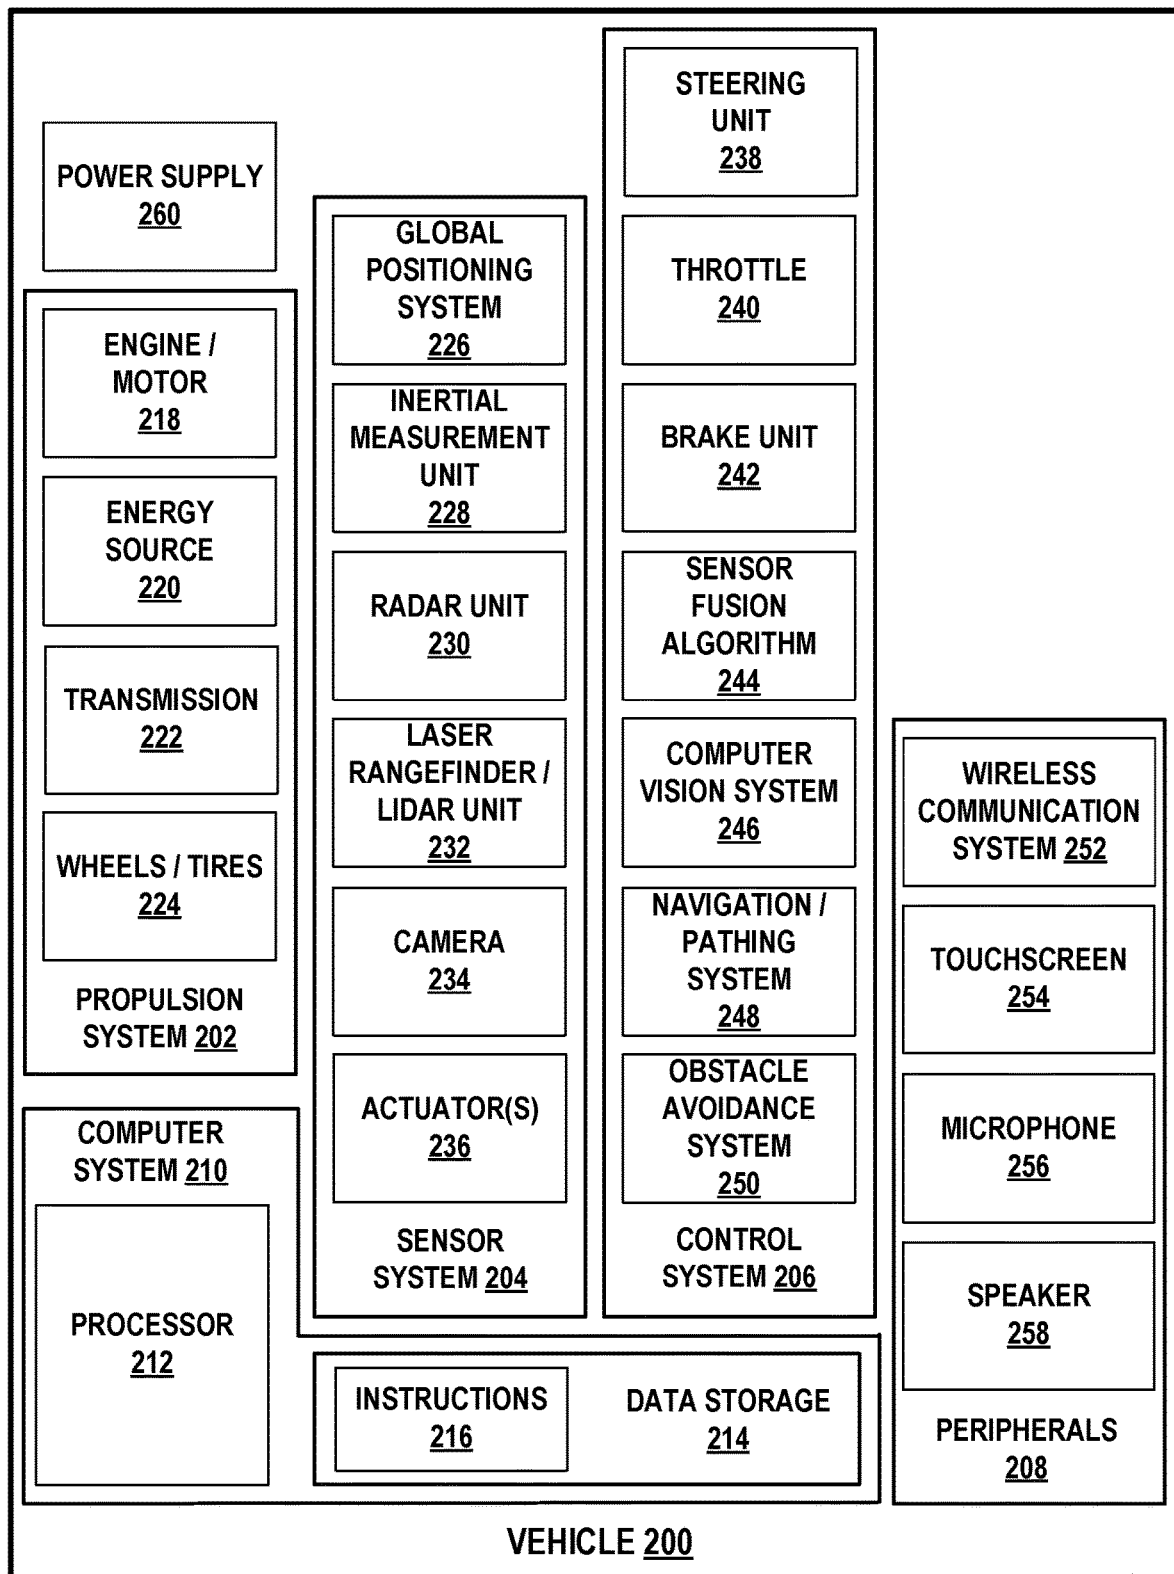 POWER SUPPLY
260
ENGINE /
MOTOR
218
ENERGY
SOURCE
220
TRANSMISSION
222
WHEELS / TIRES
224
PROPULSION
SYSTEM 202
COMPUTER
SYSTEM 210
PROCESSOR
212
GLOBAL
POSITIONING
SYSTEM
226
INERTIAL
MEASUREMENT
UNIT
228
RADAR UNIT
230
LASER
RANGEFINDER /
LIDAR UNIT
232
CAMERA
234
ACTUATOR(S)
236
SENSOR
SYSTEM 204
STEERING
UNIT
238
THROTTLE
240
BRAKE UNIT
242
SENSOR
FUSION
ALGORITHM
244
COMPUTER
VISION SYSTEM
246
NAVIGATION /
PATHING
SYSTEM
248
OBSTACLE
AVOIDANCE
SYSTEM
250
CONTROL
SYSTEM 206
INSTRUCTIONS
216
DATA STORAGE
214
WIRELESS
COMMUNICATION
SYSTEM 252
TOUCHSCREEN
254
MICROPHONE
256
SPEAKER
258
PERIPHERALS
208
VEHICLE 200